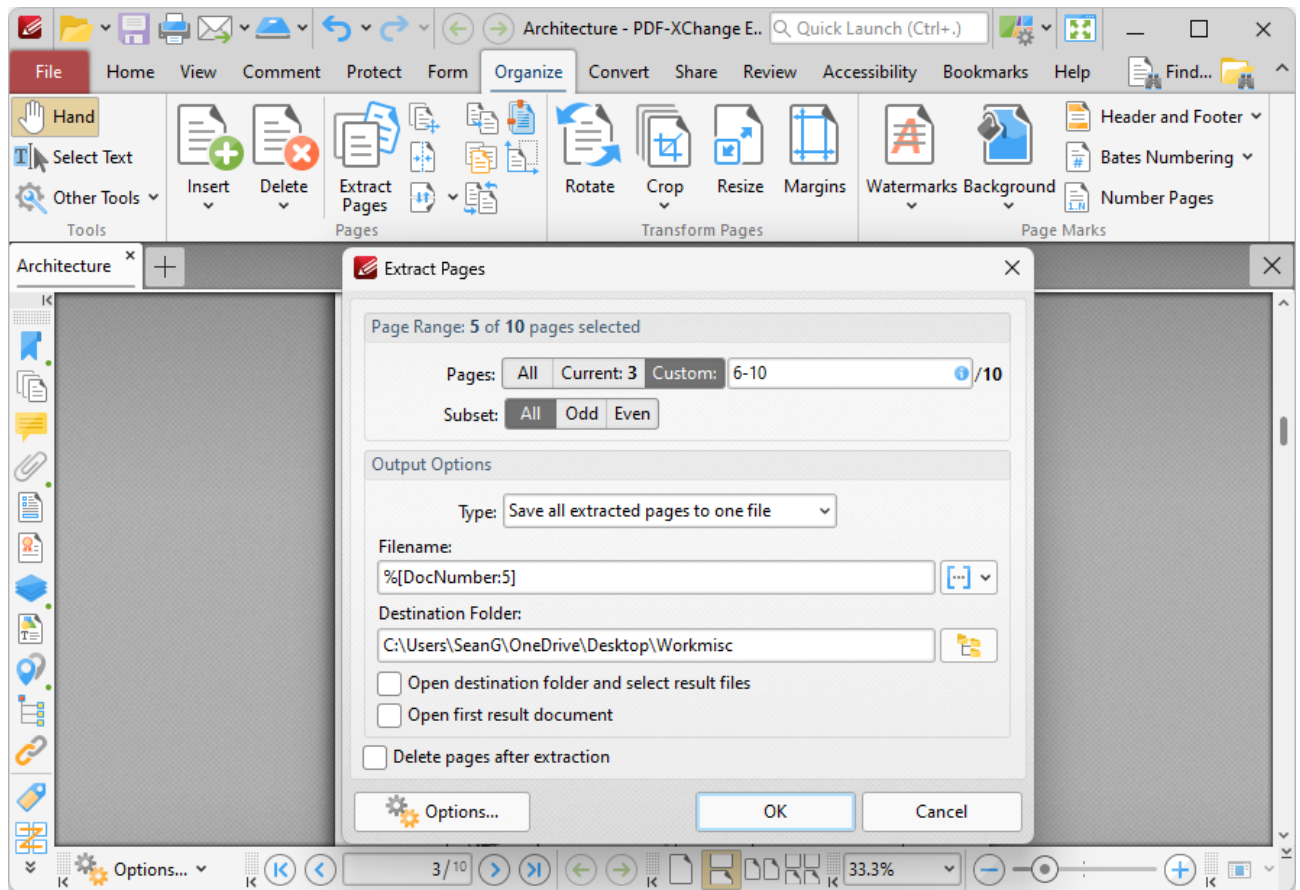 Architecture - PDF-XChange E.. Quick Launch (Ctrl+.)
File Home View Comment Protect Form Organize Convert Share Review Accessibility Bookmarks Help Find...
Hand
Select Text
Other Tools
Tools
Insert
Delete
Extract
Pages
Pages
Rotate
Crop
Resize
Margins
Transform Pages
Watermarks
Background
Header and Footer
Bates Numbering
Number Pages
Page Marks
Architecture
Extract Pages
Page Range: 5 of 10 pages selected
Pages: All Current: 3 Custom: 6-10 /10
Subset: All Odd Even
Output Options
Type: Save all extracted pages to one file
Filename:
%[DocNumber:5]
Destination Folder:
C:\Users\SeanG\OneDrive\Desktop\Workmisc
Open destination folder and select result files
Open first result document
Delete pages after extraction
Options... OK Cancel
Options... 3/10 33.3%